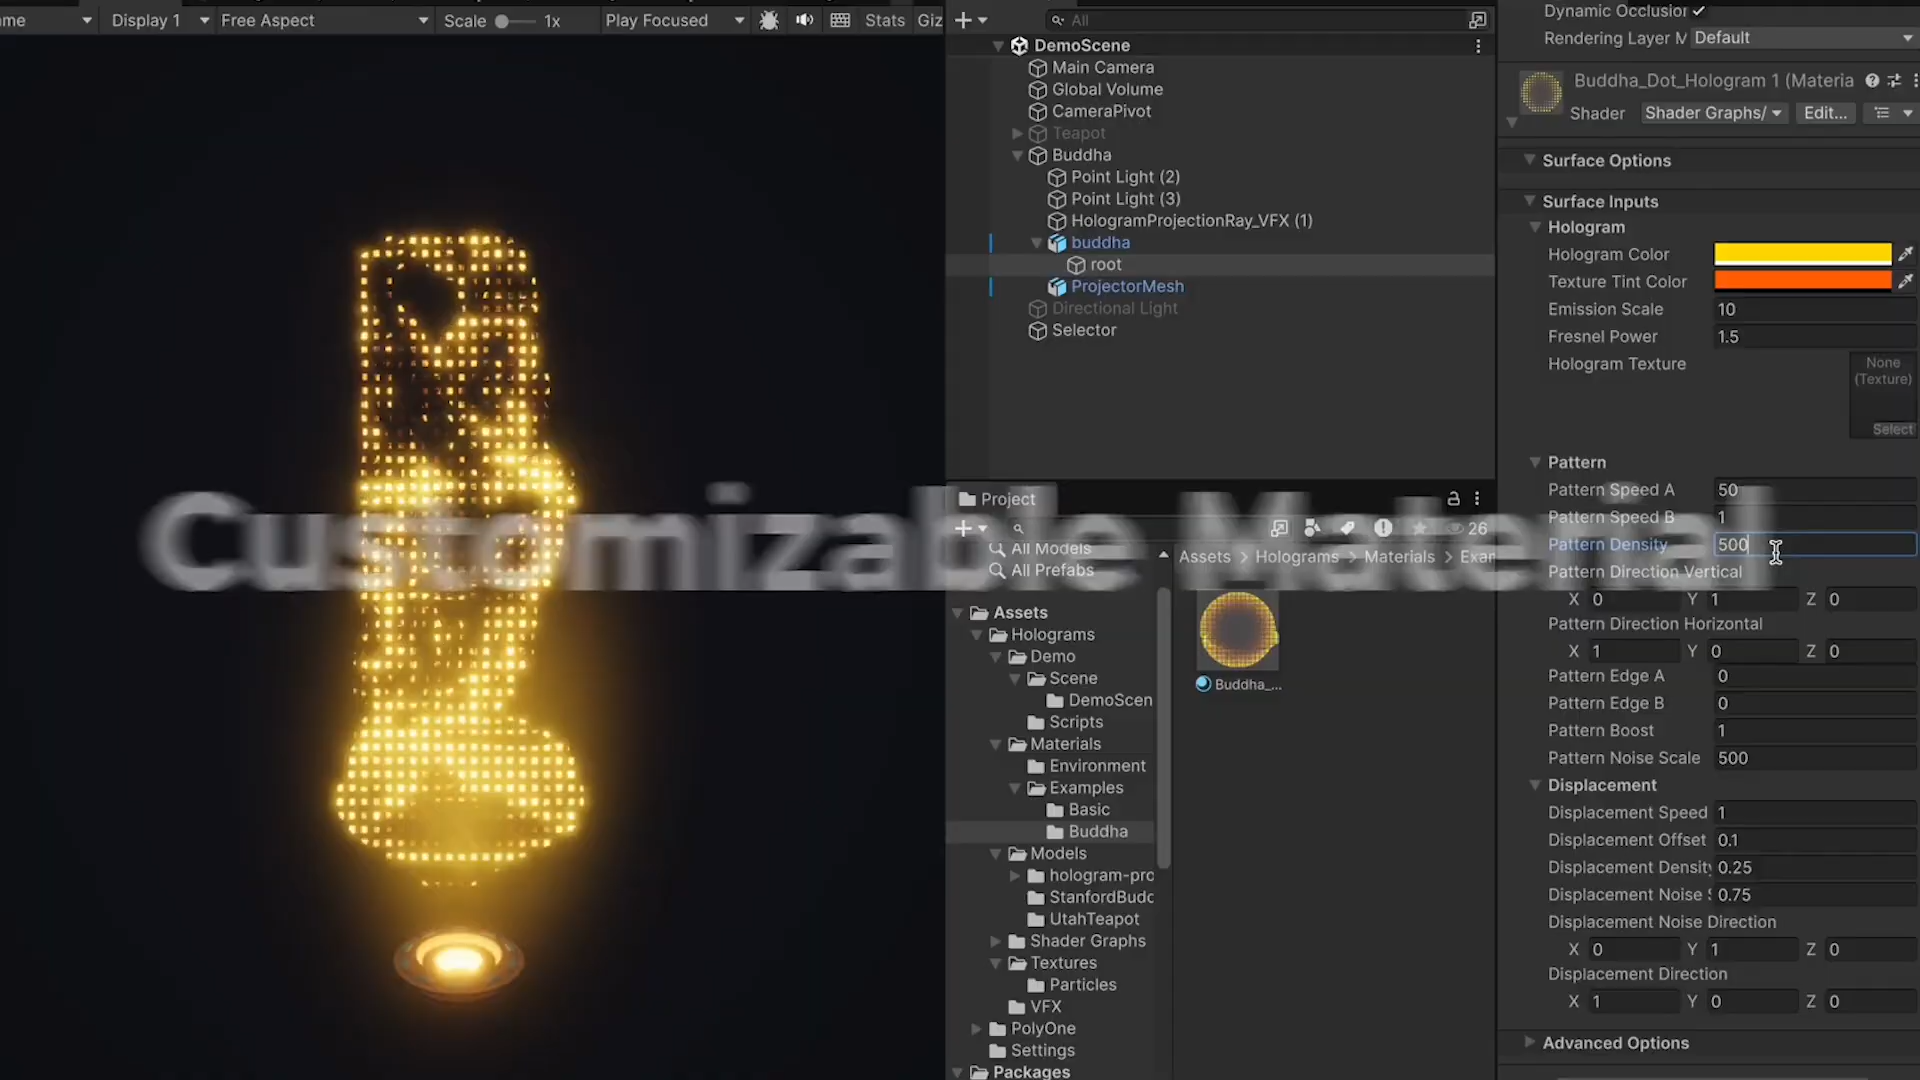 me
Display 1
Free Aspect
Scale
1x
Play Focused
Stats
Giz
All
DemoScene
Main Camera
Global Volume
CameraPivot
Teapot
Buddha
Point Light (2)
Point Light (3)
HologramProjectionRay_VFX (1)
buddha
root
ProjectorMesh
Directional Light
Selector
Customizable Material
Project
26
All Models
All Prefabs
Assets > Holograms > Materials > Exar
Assets
Holograms
Demo
Scene
DemoScen
Scripts
Materials
Environment
Examples
Basic
Buddha
Models
hologram-pro
StanfordBudd
UtahTeapot
Shader Graphs
Textures
Particles
VFX
PolyOne
Settings
Packages
Buddha_...
Dynamic Occlusior
Rendering Layer M Default
Buddha_Dot_Hologram 1 (Materia
Shader Shader Graphs/ Edit...
Surface Options
Surface Inputs
Hologram
Hologram Color
Texture Tint Color
Emission Scale 10
Fresnel Power 1.5
Hologram Texture
None
(Texture)
Select
Pattern
Pattern Speed A 50
Pattern Speed B 1
Pattern Density 500
Pattern Direction Vertical
X 0 Y 1 Z 0
Pattern Direction Horizontal
X 1 Y 0 Z 0
Pattern Edge A 0
Pattern Edge B 0
Pattern Boost 1
Pattern Noise Scale 500
Displacement
Displacement Speed 1
Displacement Offset 0.1
Displacement Density 0.25
Displacement Noise S 0.75
Displacement Noise Direction
X 0 Y 1 Z 0
Displacement Direction
X 1 Y 0 Z 0
Advanced Options